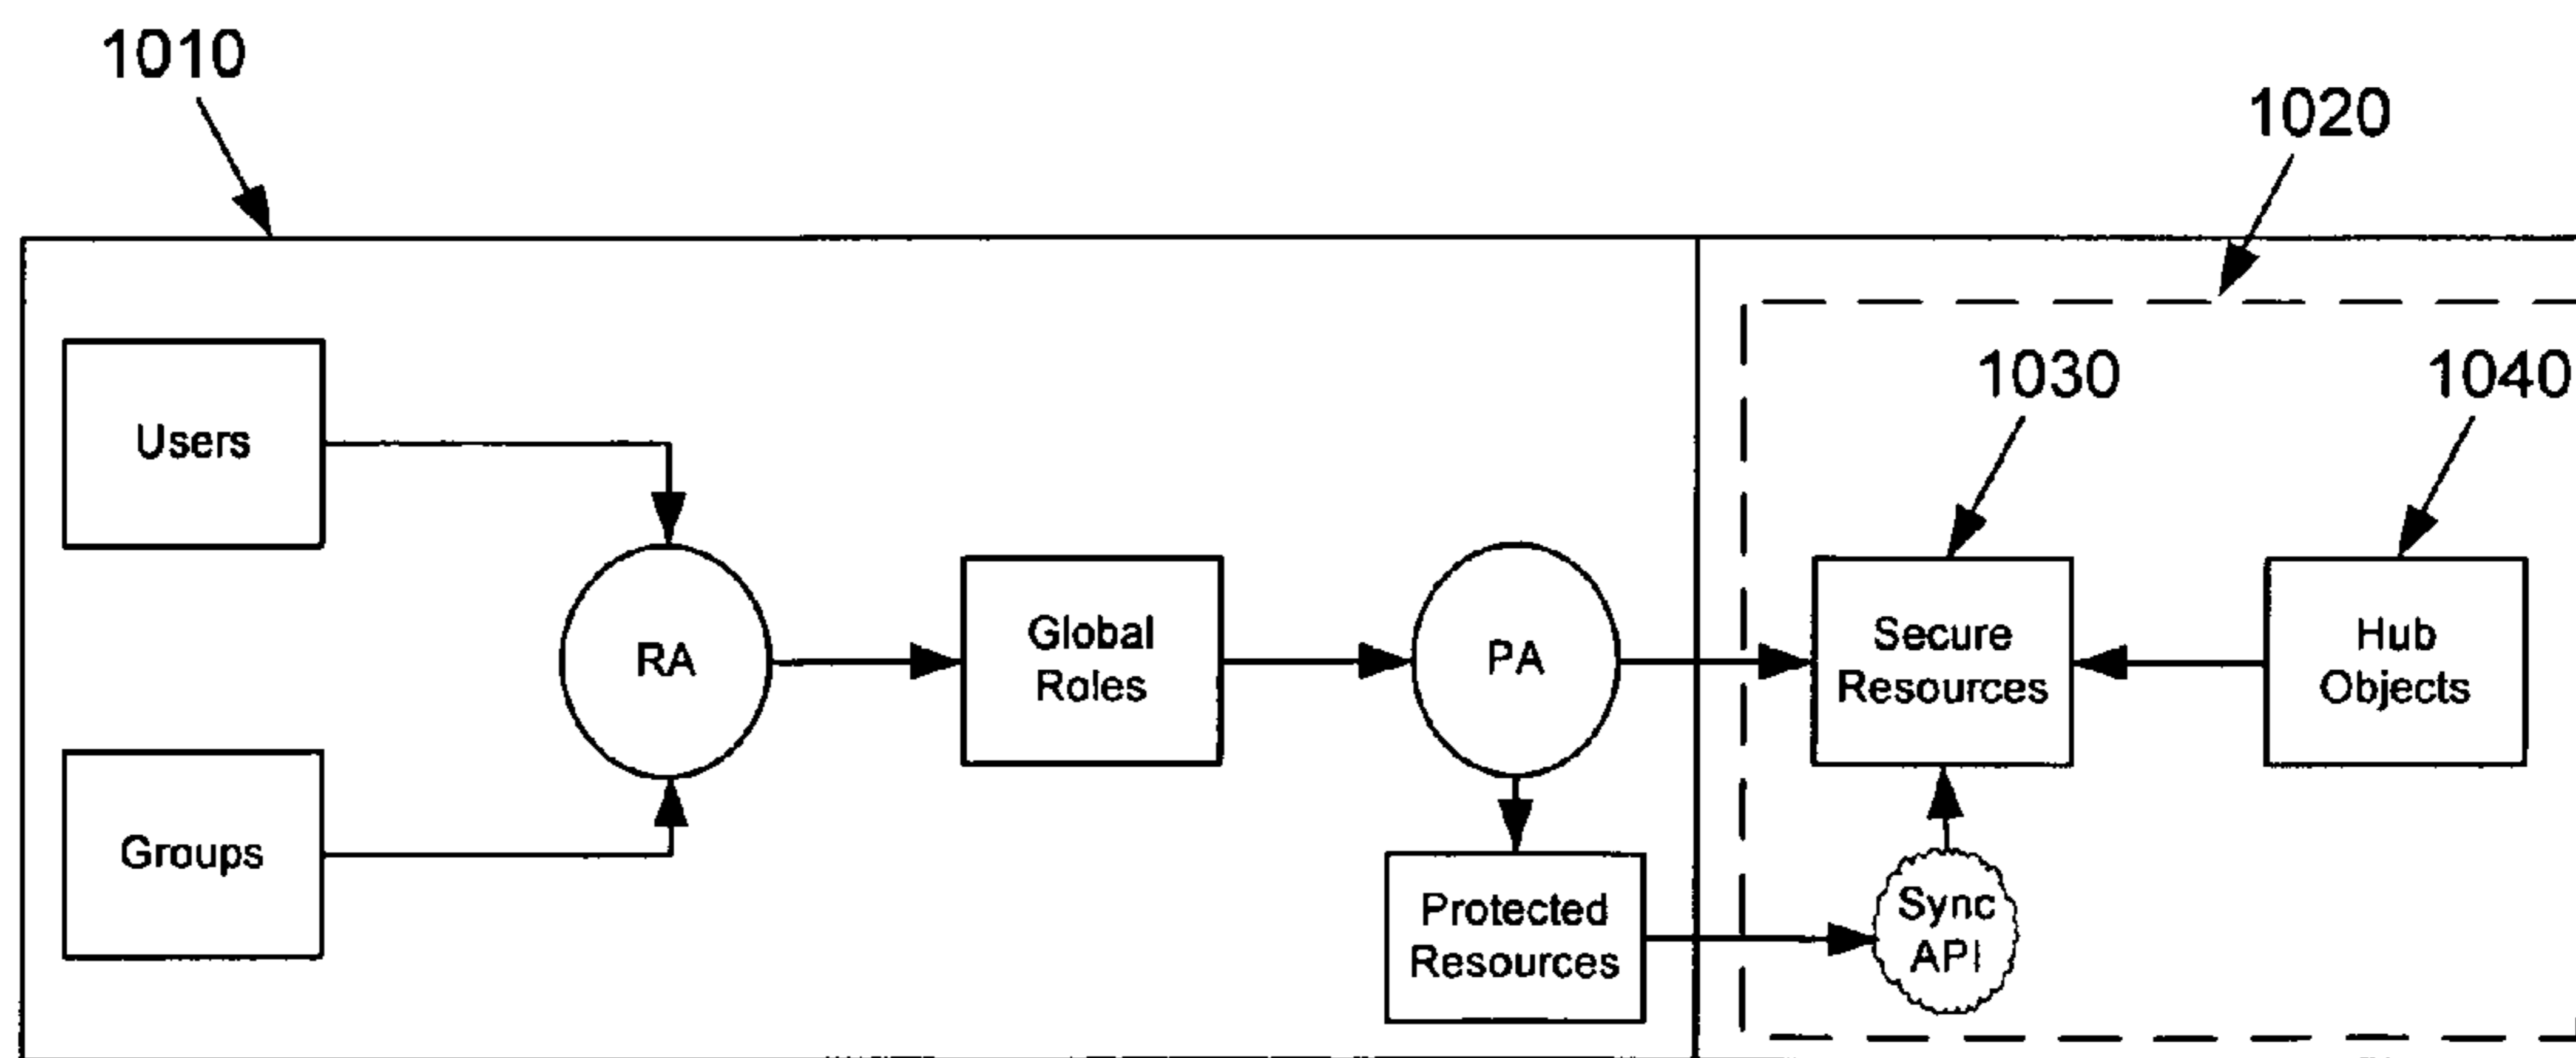 1010
1020
1030
1040
Users
RA
Global
Roles
PA
Secure
Resources
Hub
Objects
Groups
Protected
Resources
Sync
API